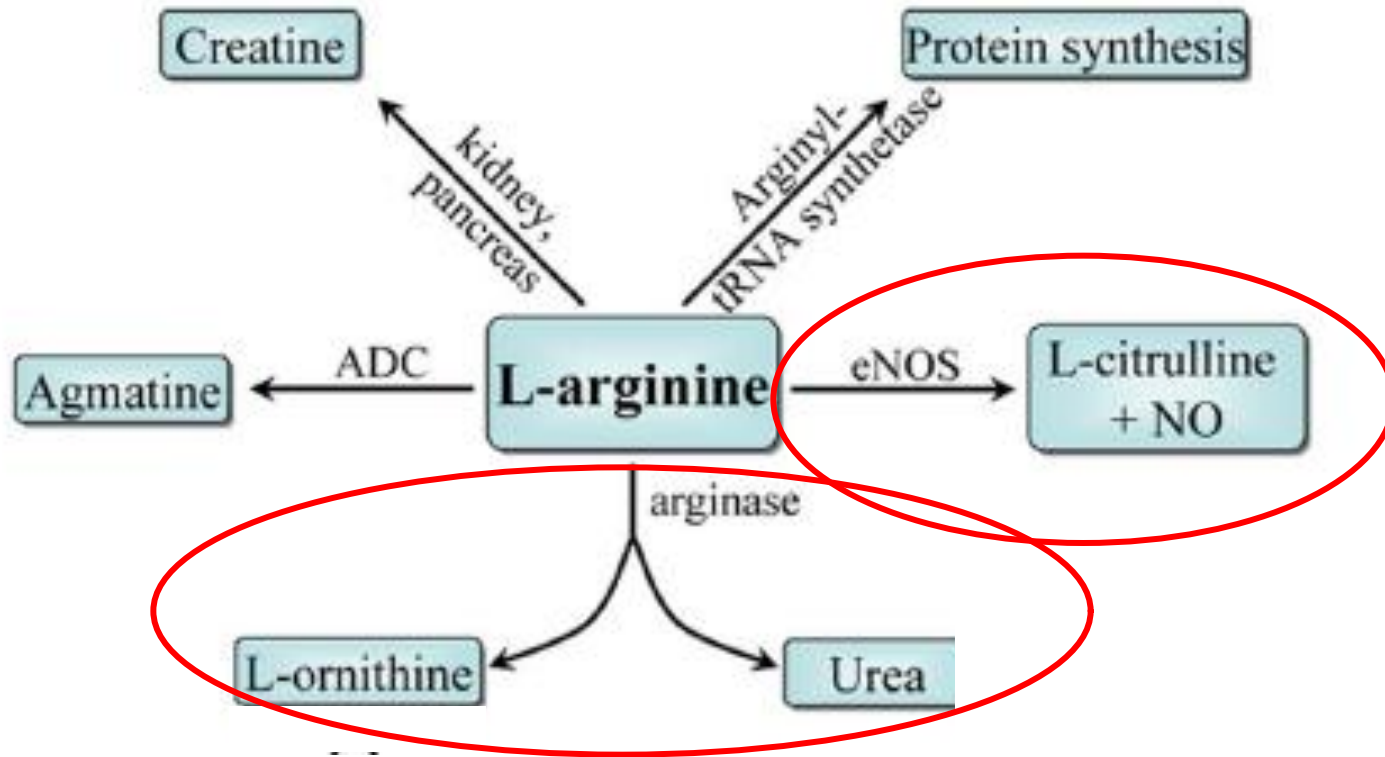 Creatine
Protein synthesis
kidney,
pancreas
Arginyl-
tRNA synthetase
Agmatine
ADC
L-arginine
eNOS
L-citrulline
+ NO
arginase
L-ornithine
Urea